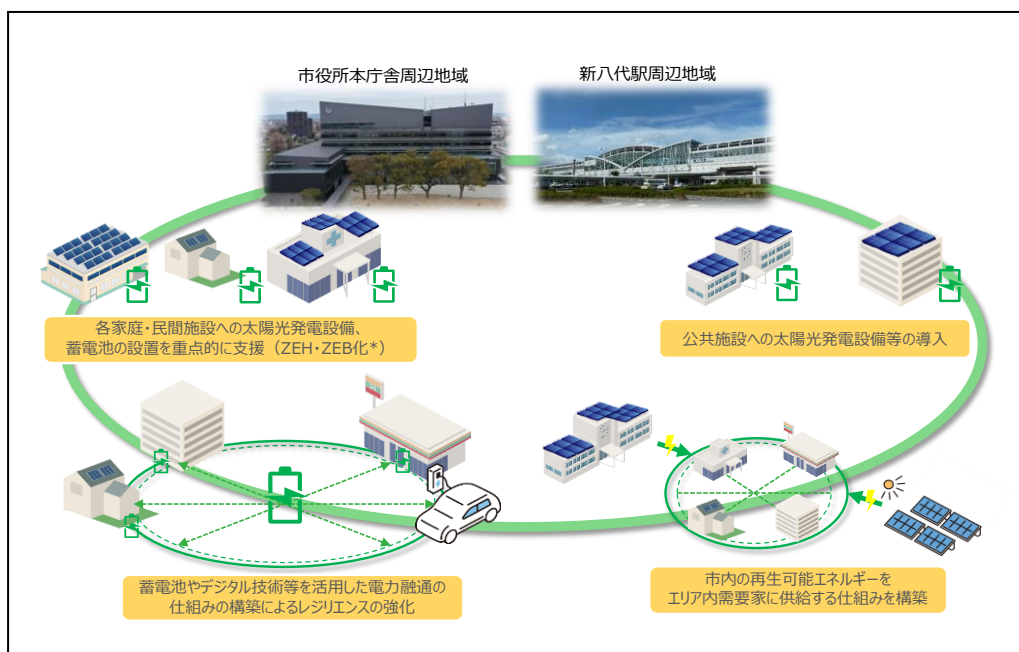 市役所本庁舎周辺地域
新八代駅周辺地域
各家庭・民間施設への太陽光発電設備、
蓄電池の設置を重点的に支援（ZEH・ZEB化*）
公共施設への太陽光発電設備等の導入
蓄電池やデジタル技術等を活用した電力融通の
仕組みの構築によるレジリエンスの強化
市内の再生可能エネルギーを
エリア内需要家に供給する仕組みを構築